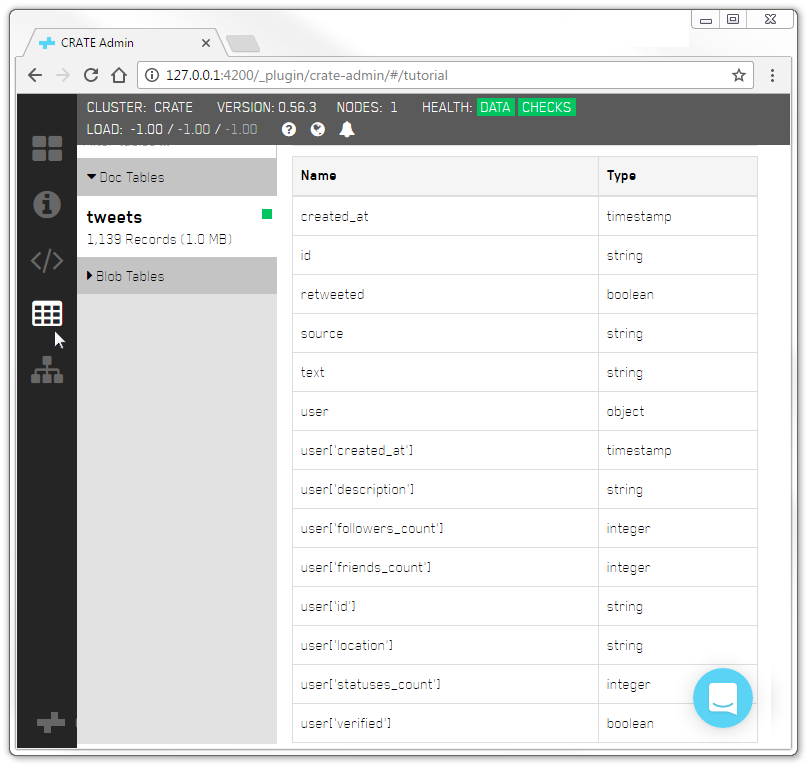 CRATE Admin
127.0.0.1:4200/_plugin/crate-admin/#/tutorial
CLUSTER: CRATE VERSION: 0.56.3 NODES: 1 HEALTH: DATA CHECKS
LOAD: -1.00 / -1.00 / -1.00
Doc Tables
tweets
1,139 Records (1.0 MB)
Blob Tables
Name Type
created_at timestamp
id string
retweeted boolean
source string
text string
user object
user['created_at'] timestamp
user['description'] string
user['followers_count'] integer
user['friends_count'] integer
user['id'] string
user['location'] string
user['statuses_count'] integer
user['verified'] boolean